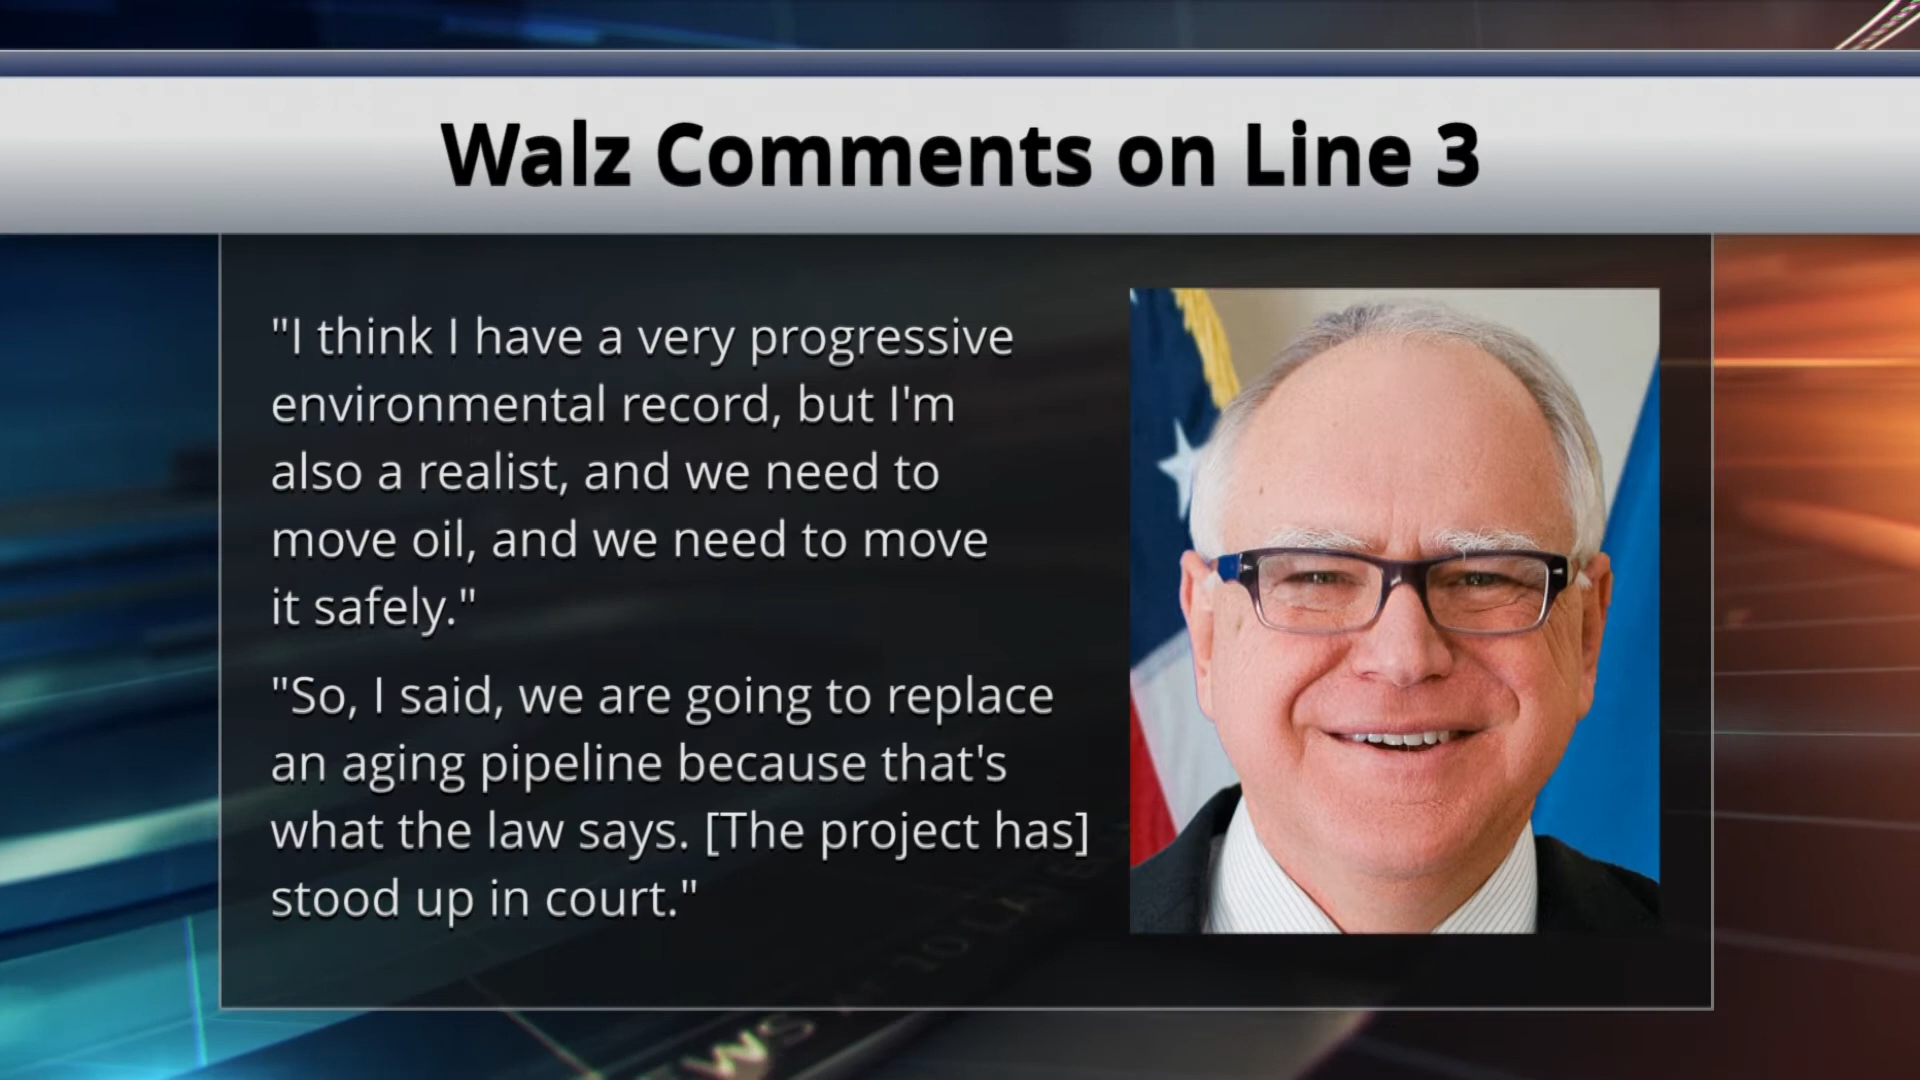 Walz Comments on Line 3
"I think I have a very progressive
environmental record, but I'm
also a realist, and we need to
move oil, and we need to move
it safely."
"So, I said, we are going to replace
an aging pipeline because that's
what the law says. [The project has]
stood up in court."